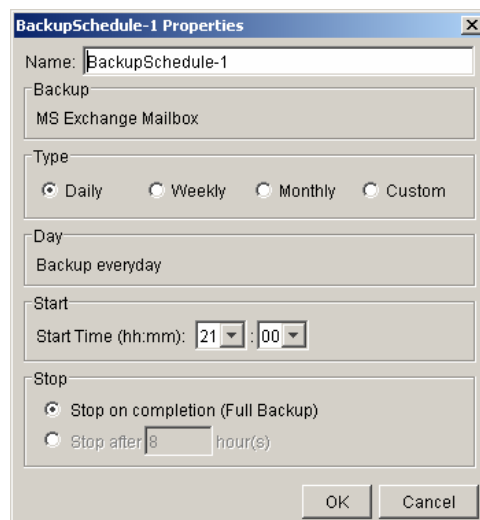 BackupSchedule-1 Properties
Name: BackupSchedule-1
Backup
MS Exchange Mailbox
Type
Daily Weekly Monthly Custom
Day
Backup everyday
Start
Start Time (hh:mm): 21 : 00
Stop
Stop on completion (Full Backup)
Stop after 8 hour(s)
OK Cancel